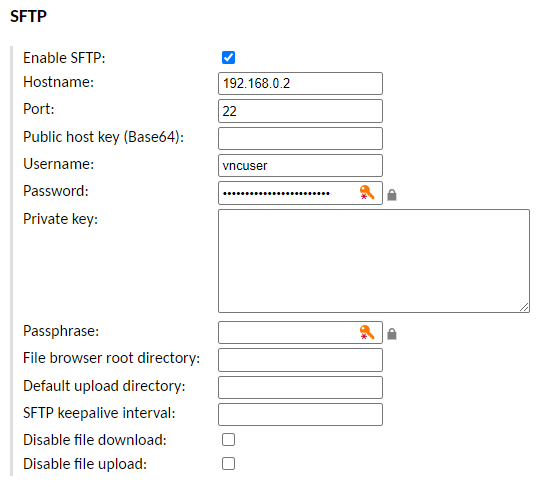 SFTP
Enable SFTP:
Hostname: 192.168.0.2
Port: 22
Public host key (Base64):
Username: vncuser
Password: ••••••••••••••••••••••••
Private key:
Passphrase:
File browser root directory:
Default upload directory:
SFTP keepalive interval:
Disable file download:
Disable file upload: